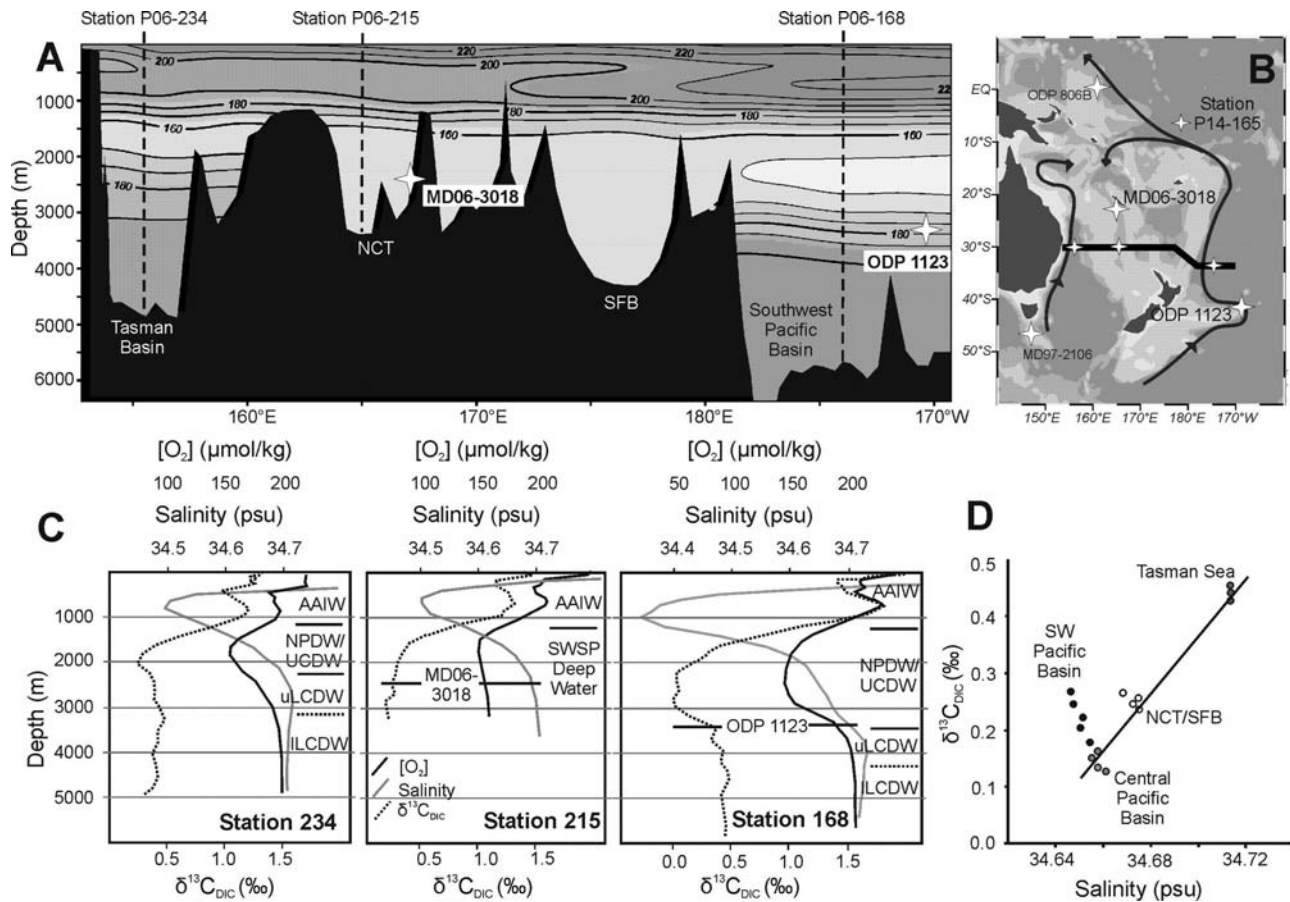 Station P06-234
Station P06-215
Station P06-168
A
220
200
220
200
200
22
180
180
180
160
160
160
180
180
1000
2000
3000
4000
5000
6000
Depth (m)
MD06-3018
ODP 1123
NCT
SFB
Tasman
Basin
Southwest
Pacific
Basin
160°E
170°E
180°E
170°W
B
EQ
10°S
20°S
30°S
40°S
50°S
ODP 806B
Station
P14-165
MD06-3018
ODP 1123
MD97-2106
150°E
160°E
170°E
180°E
170°W
C
[O2] (µmol/kg)
100 150 200
Salinity (psu)
34.5 34.6 34.7
[O2] (µmol/kg)
100 150 200
Salinity (psu)
34.5 34.6 34.7
[O2] (µmol/kg)
50 100 150 200
Salinity (psu)
34.4 34.5 34.6 34.7
Depth (m)
1000
2000
3000
4000
5000
AAIW
NPDW/
UCDW
uLCDW
lLCDW
Station 234
AAIW
SWSP
Deep
Water
MD06-
3018
[O2]
Salinity
δ13CDIC
Station 215
AAIW
NPDW/
UCDW
ODP 1123
uLCDW
lLCDW
Station 168
0.5 1.0 1.5
δ13CDIC (‰)
0.5 1.0 1.5
δ13CDIC (‰)
0.0 0.5 1.0 1.5
δ13CDIC (‰)
D
δ13CDIC (‰)
0.5
0.4
0.3
0.2
0.1
0.0
Tasman Sea
SW
Pacific
Basin
NCT/SFB
Central
Pacific
Basin
34.64 34.68 34.72
Salinity (psu)